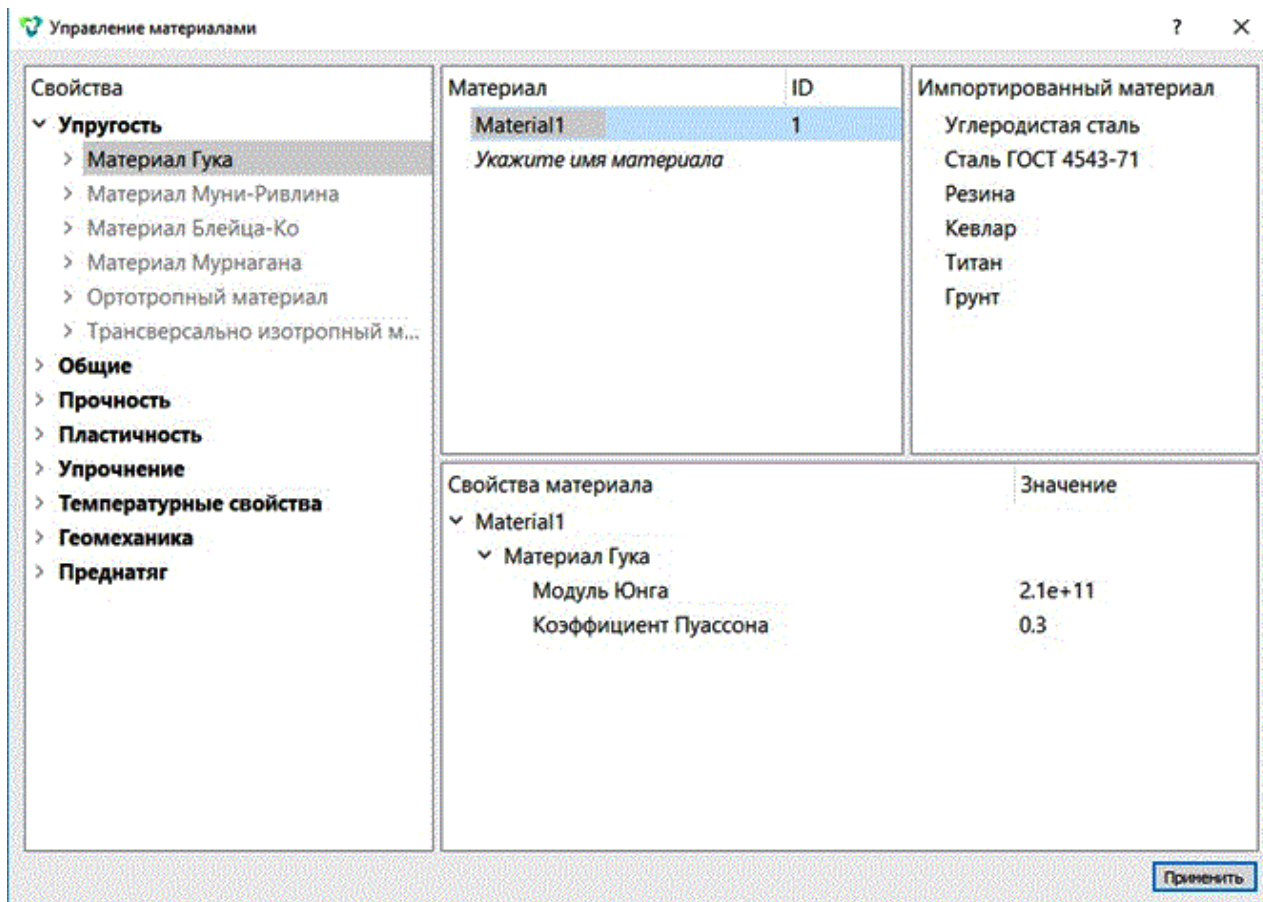 Управление материалами
?
Свойства
Упругость
Материал Гука
Материал Муни-Ривлина
Материал Блейца-Ко
Материал Мурнагана
Ортотропный материал
Трансверсально изотропный м...
Общие
Прочность
Пластичность
Упрочнение
Температурные свойства
Геомеханика
Преднатяг
Материал ID
Material1 1
Укажите имя материала
Импортированный материал
Углеродистая сталь
Сталь ГОСТ 4543-71
Резина
Кевлар
Титан
Грунт
Свойства материала Значение
Material1
Материал Гука
Модуль Юнга 2.1e+11
Коэффициент Пуассона 0.3
Применить